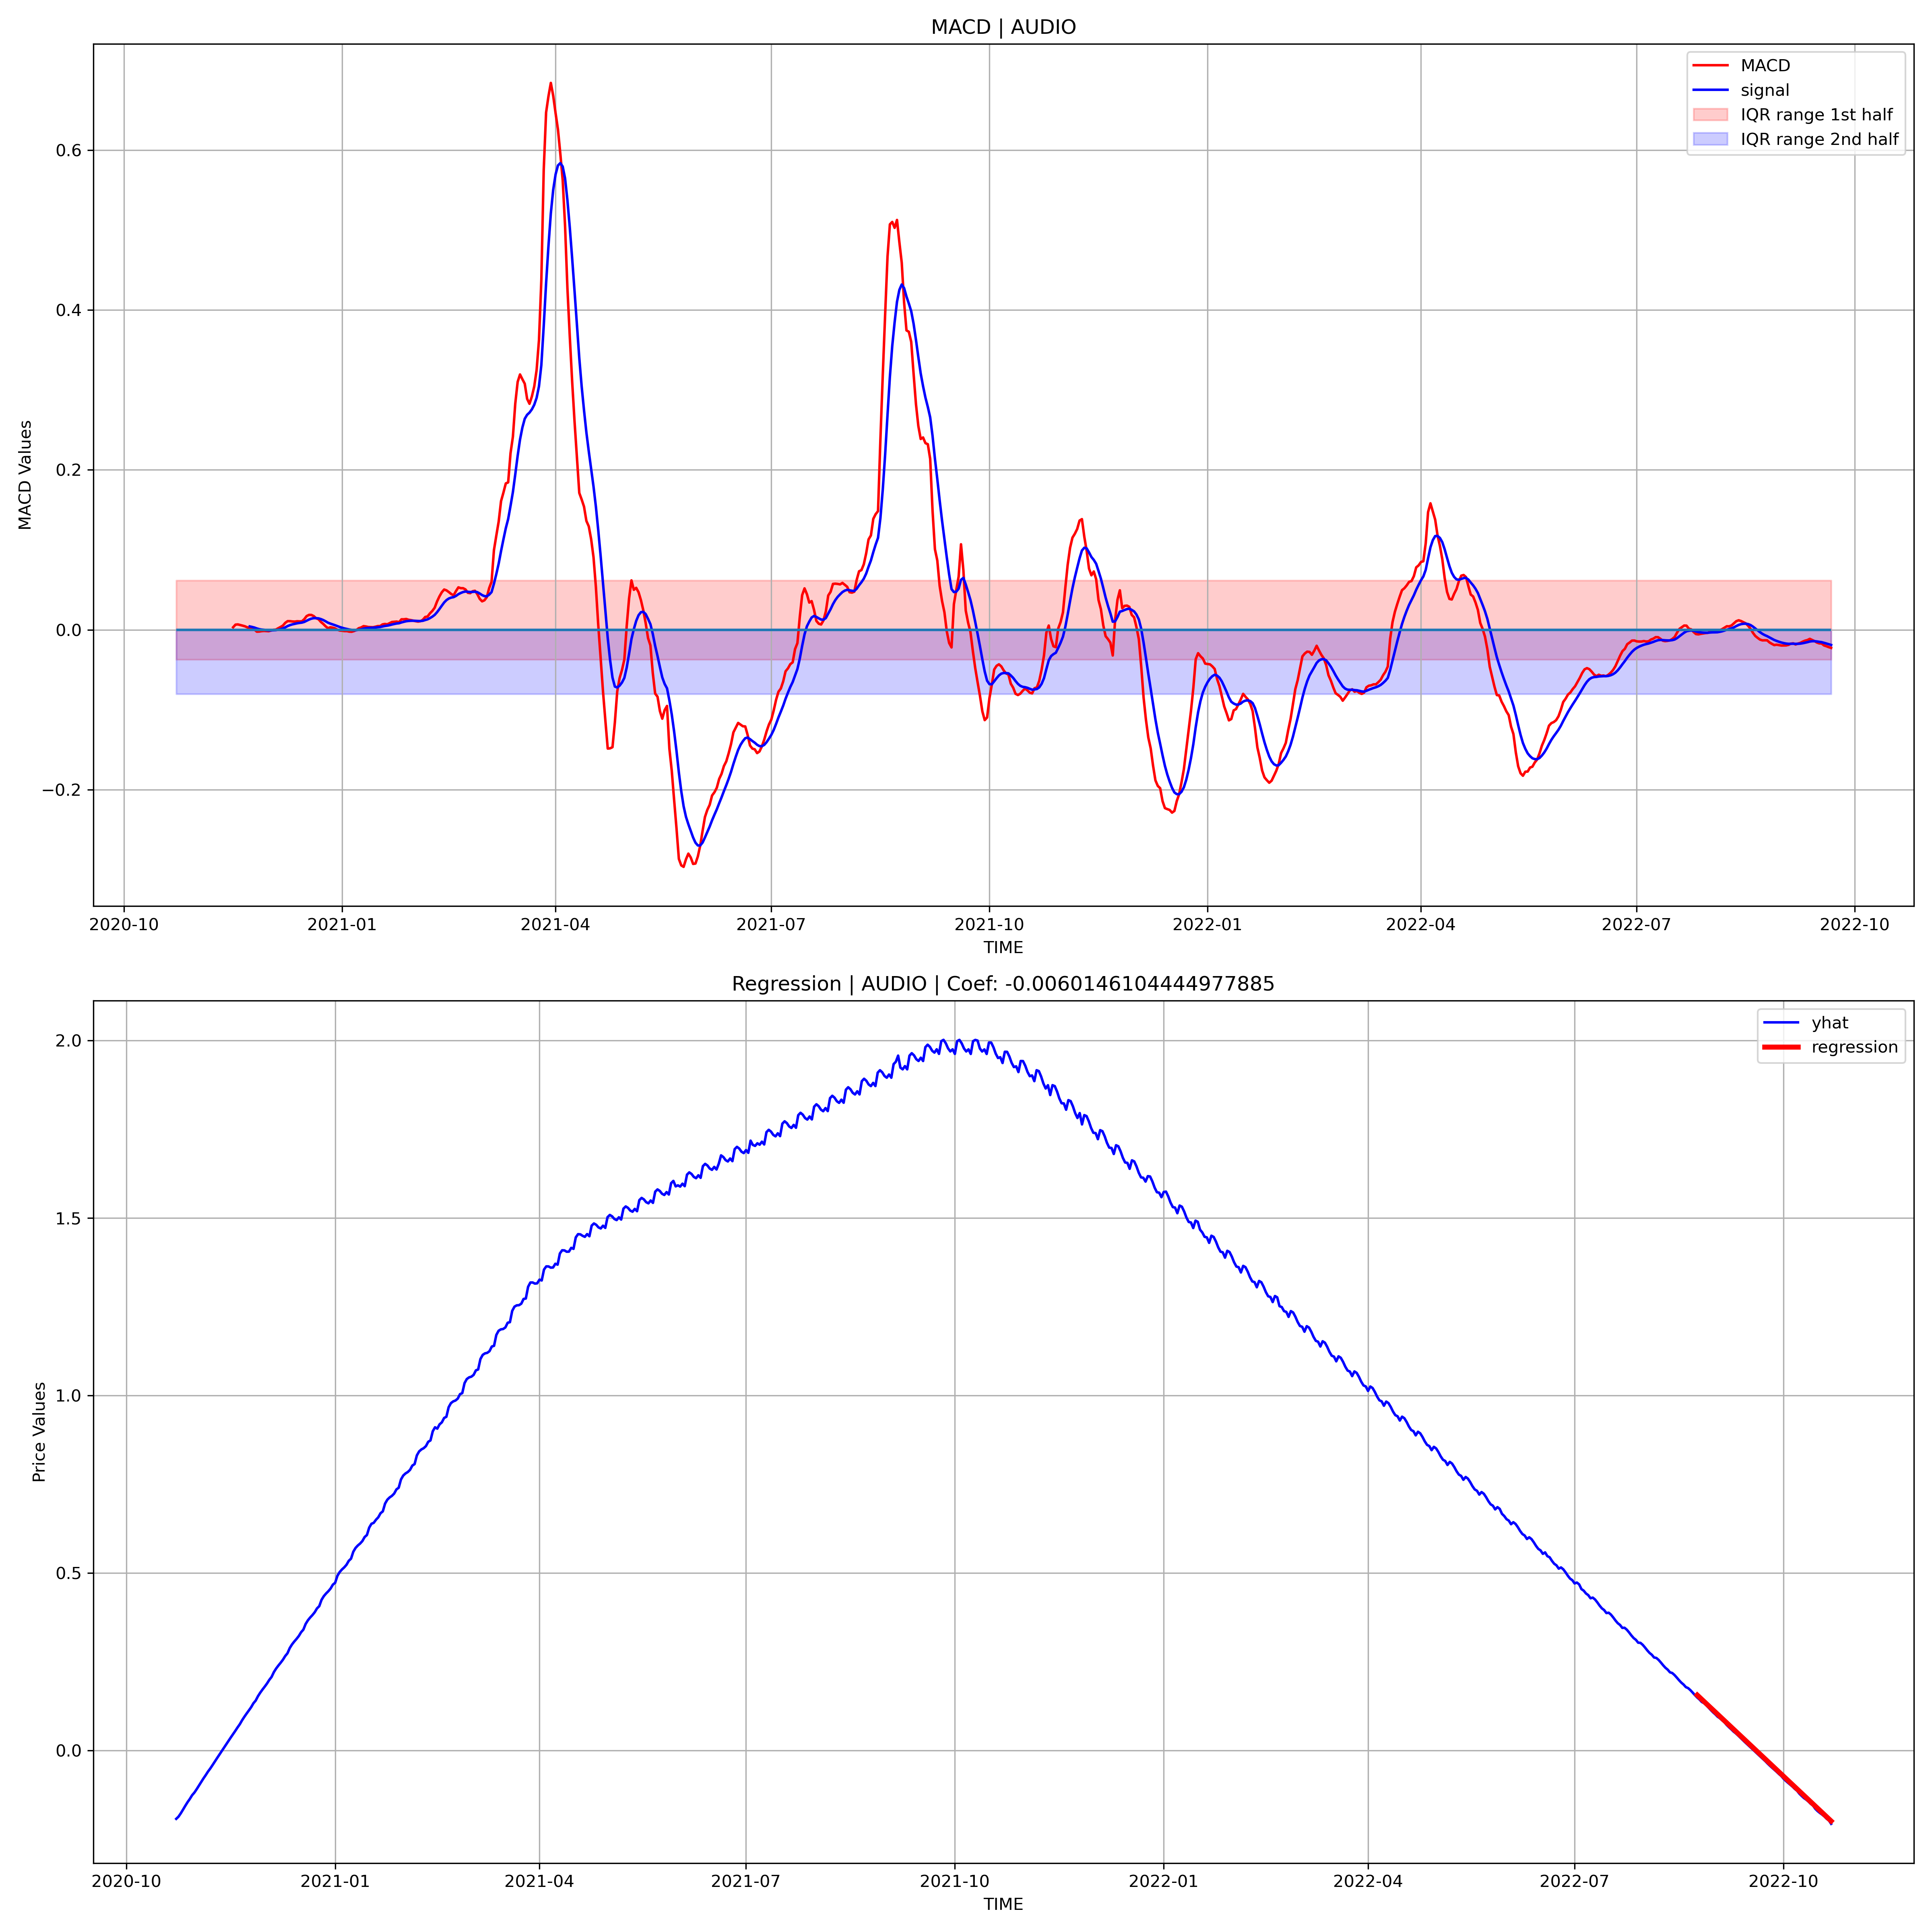 MACD | AUDIO
MACD
signal
IQR range 1st half
IQR range 2nd half
MACD Values
0.6
0.4
0.2
0.0
−0.2
2020-10 2021-01 2021-04 2021-07 2021-10 2022-01 2022-04 2022-07 2022-10
TIME
Regression | AUDIO | Coef: -0.0060146104444977885
yhat
regression
Price Values
2.0
1.5
1.0
0.5
0.0
2020-10 2021-01 2021-04 2021-07 2021-10 2022-01 2022-04 2022-07 2022-10
TIME